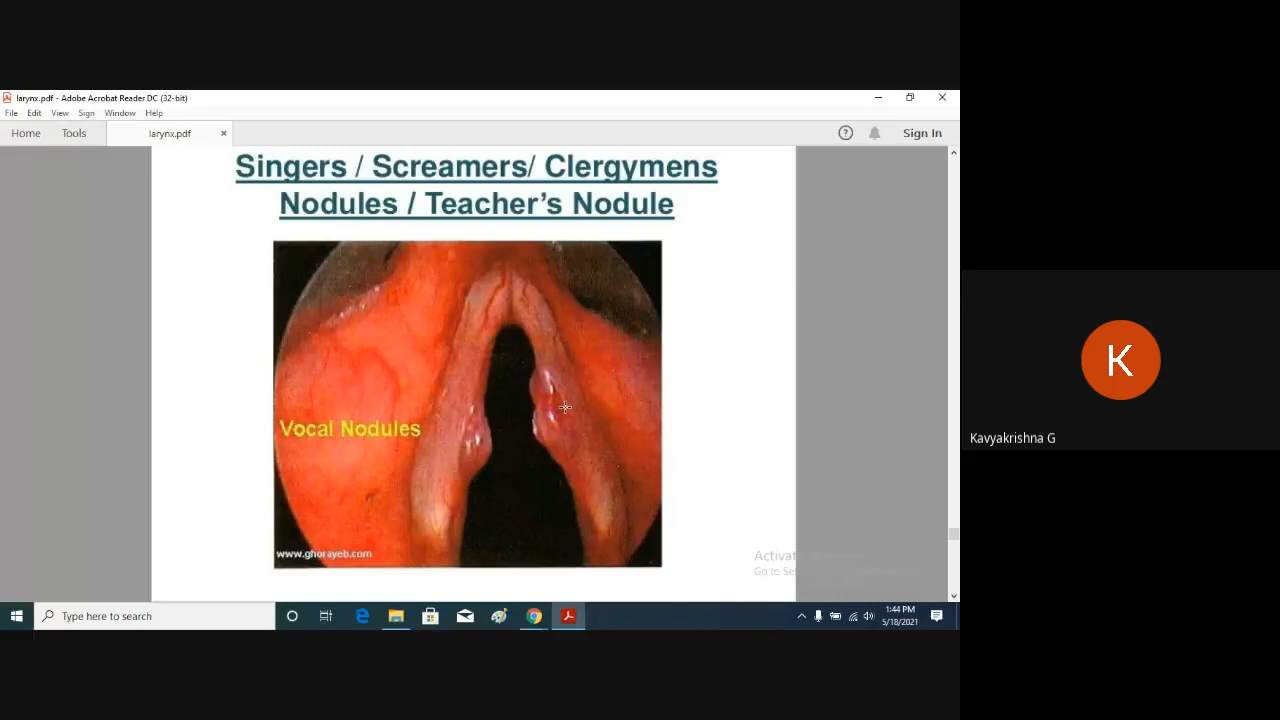 larynx.pdf - Adobe Acrobat Reader DC (32-bit)
File Edit View Sign Window Help
Home Tools larynx.pdf × ? Sign In
Singers / Screamers/ Clergymens
Nodules / Teacher's Nodule
Vocal Nodules
www.ghorayeb.com
K
Kavyakrishna G
Go to
Type here to search
1:44 PM
5/18/2021